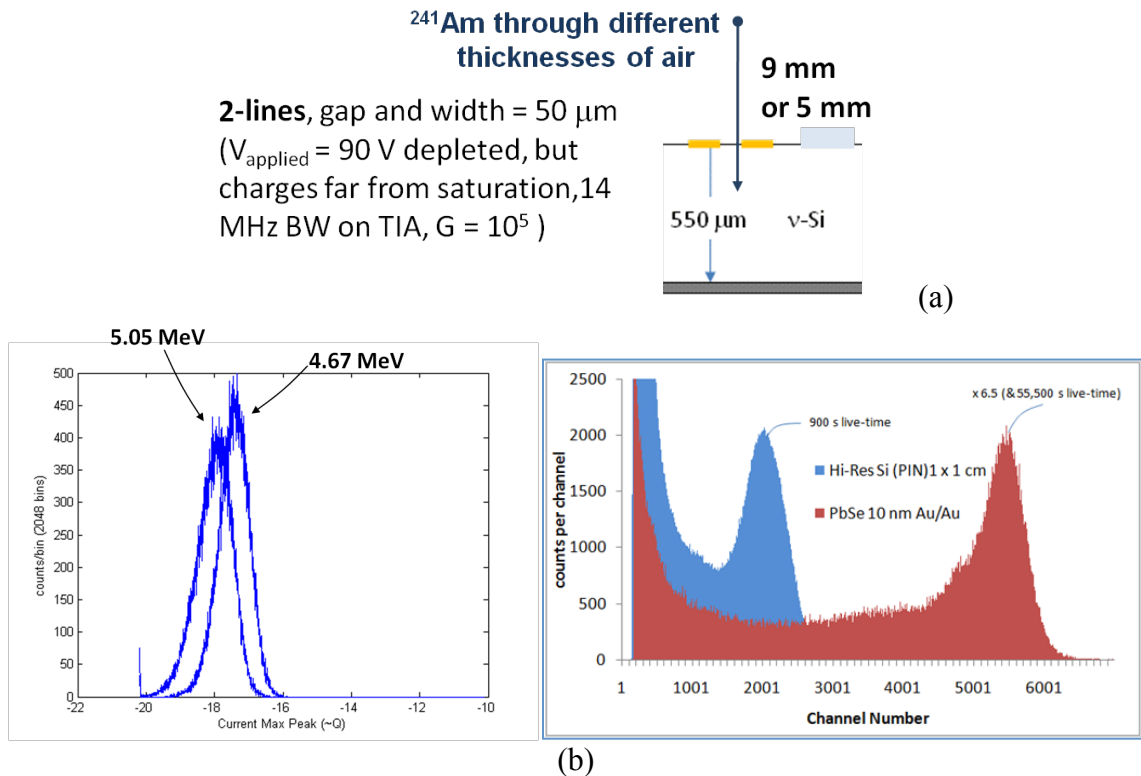 ²⁴¹Am through different
thicknesses of air
9 mm
or 5 mm
2-lines, gap and width = 50 μm
(Vapplied = 90 V depleted, but
charges far from saturation,14
MHz BW on TIA, G = 10⁵ )
550 μm
ν-Si
(a)
5.05 MeV
4.67 MeV
500
450
400
350
300
250
200
150
100
50
0
counts/bin (2048 bins)
-22
-20
-18
-16
-14
-12
-10
Current Max Peak (~Q)
2500
2000
1500
1000
500
0
counts per channel
x 6.5 (& 55,500 s live-time)
900 s live-time
Hi-Res Si (PIN) 1 x 1 cm
PbSe 10 nm Au/Au
1
1001
2001
3001
4001
5001
6001
Channel Number
(b)